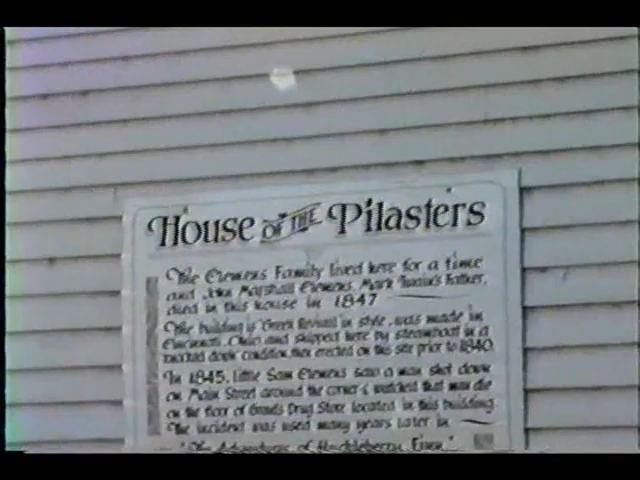 House OF THE Pilasters
The Clemens Family lived here for a time
and John Marshall Clemens, Mark Twain's Father,
died in this house in 1847
The building is Greek Revival in style, was made in
Cincinnati, Ohio and shipped here by steamboat in a
knocked down condition, then erected on this site prior to 1840.
In 1845, little Sam Clemens saw a man shot down
on Main Street around the corner & watched that man die
on the floor of Grant's Drug Store located in this building.
The incident was used many years later in
"The Adventures of Huckleberry Finn"